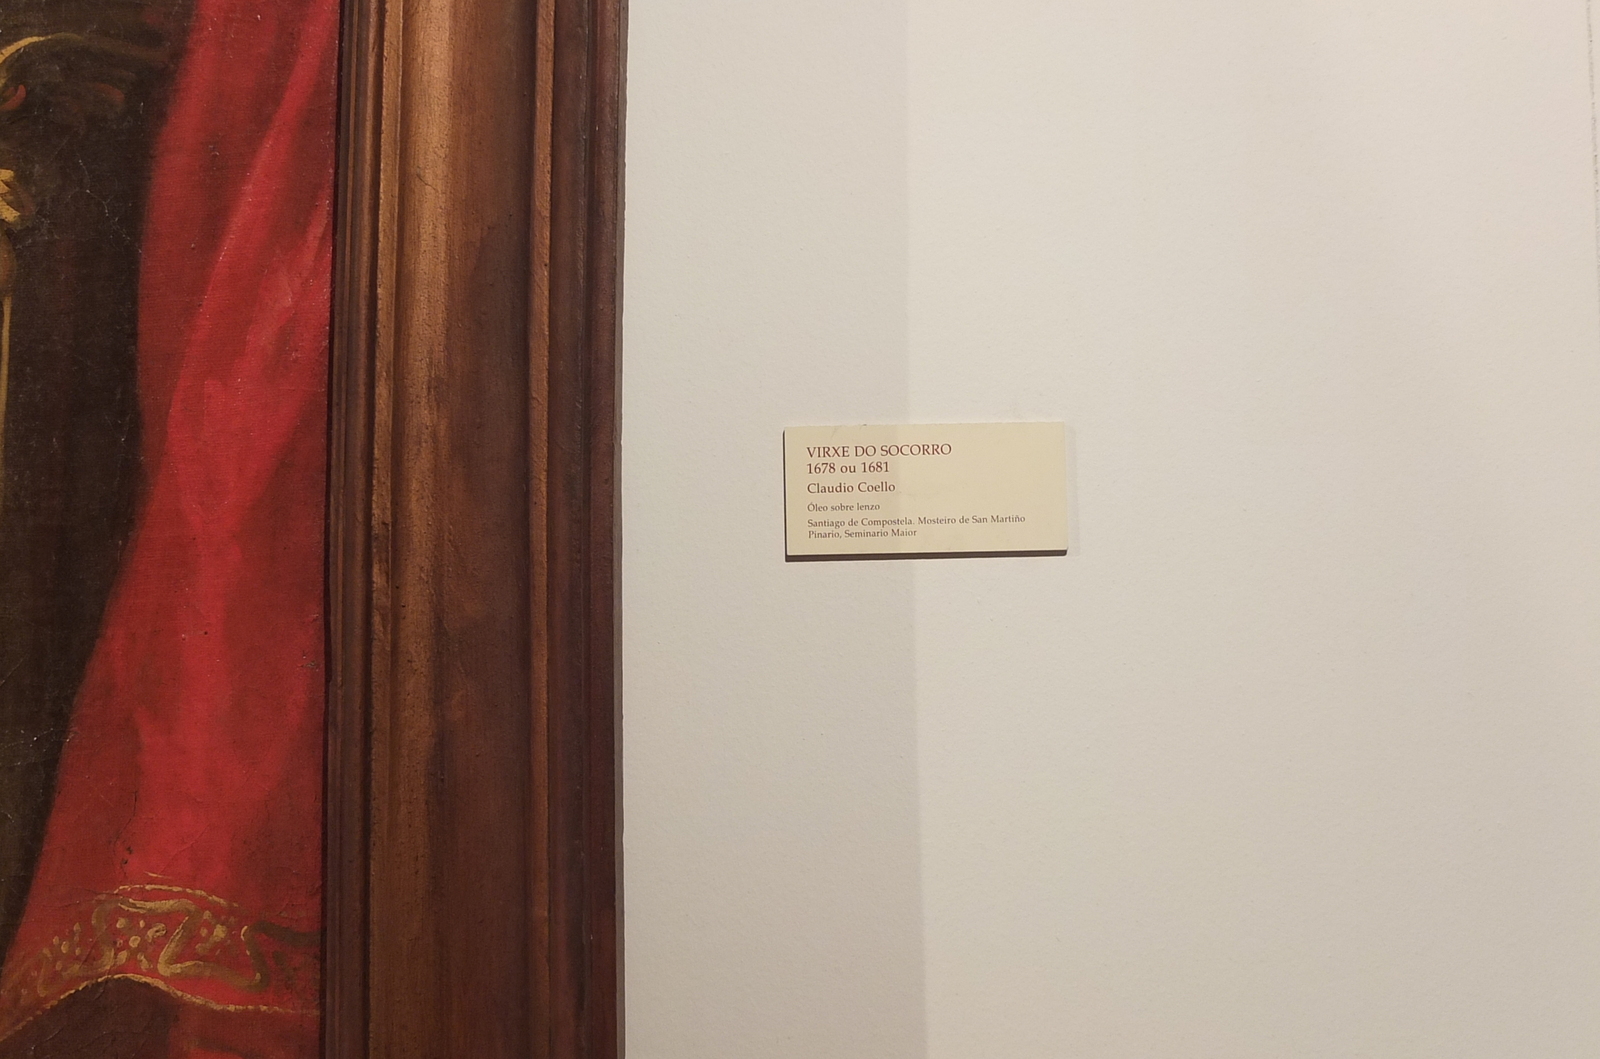 VIRXE DO SOCORRO
1678 ou 1681
Claudio Coello
Óleo sobre lenzo
Santiago de Compostela. Mosteiro de San Martiño
Pinario, Seminario Maior